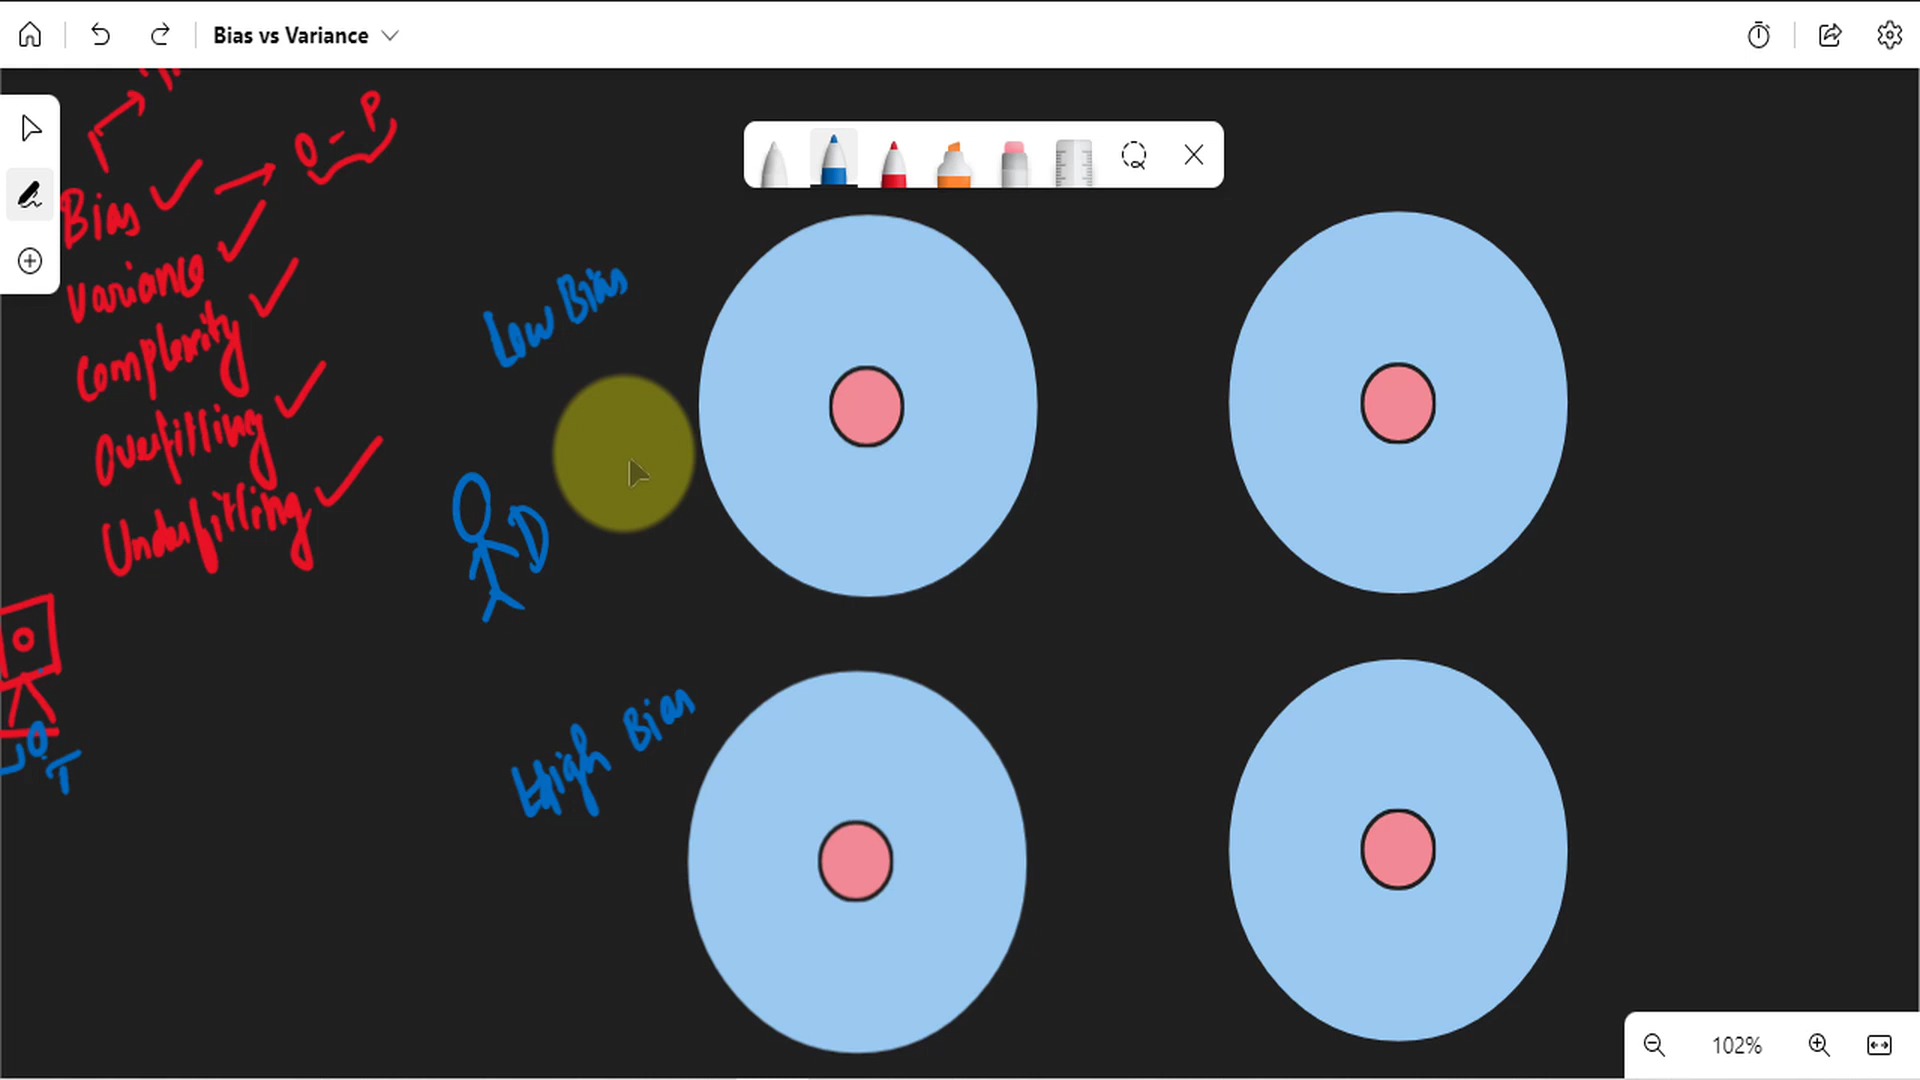 Bias vs Variance
O - P
Bias
Variance
Complexity
Overfitting
Underfitting
Low Bias
D
High Bias
O
T
102%